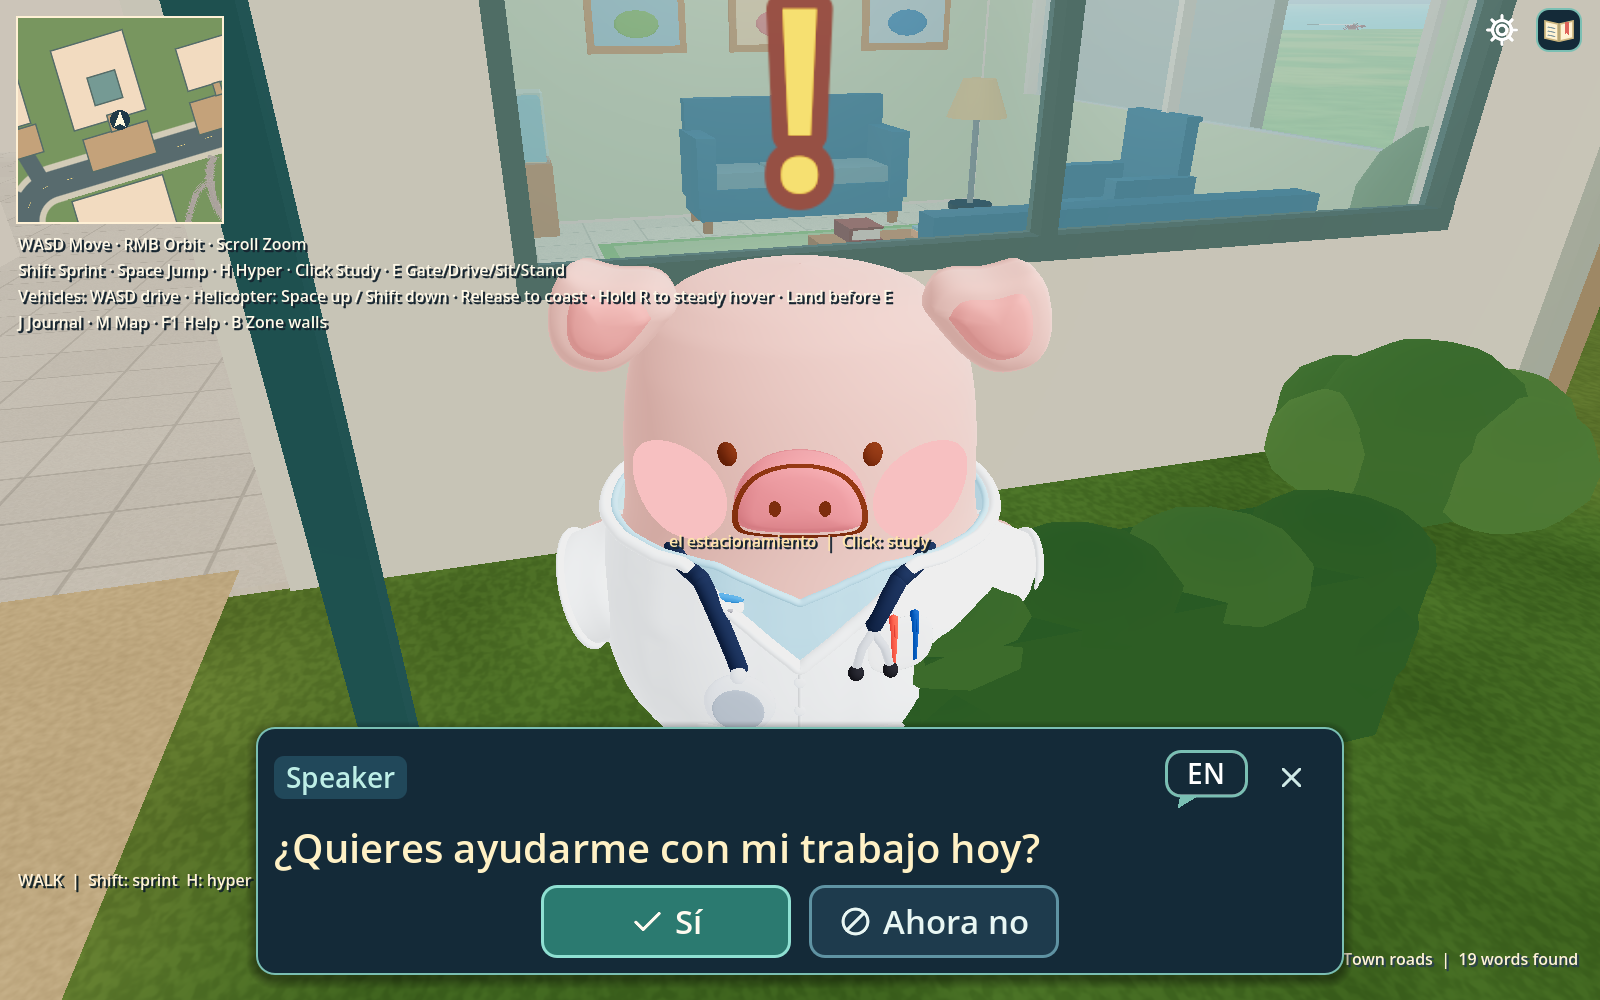 WASD Move · RMB Orbit · Scroll Zoom
Shift Sprint · Space Jump · H Hyper · Click Study · E Gate/Drive/Sit/Stand
Vehicles: WASD drive · Helicopter: Space up / Shift down · Release to coast · Hold R to steady hover · Land before E
J Journal · M Map · F1 Help · B Zone walls
el estacionamiento | Click: study
Speaker
EN
¿Quieres ayudarme con mi trabajo hoy?
Sí
Ahora no
WALK | Shift: sprint H: hyper
Town roads | 19 words found